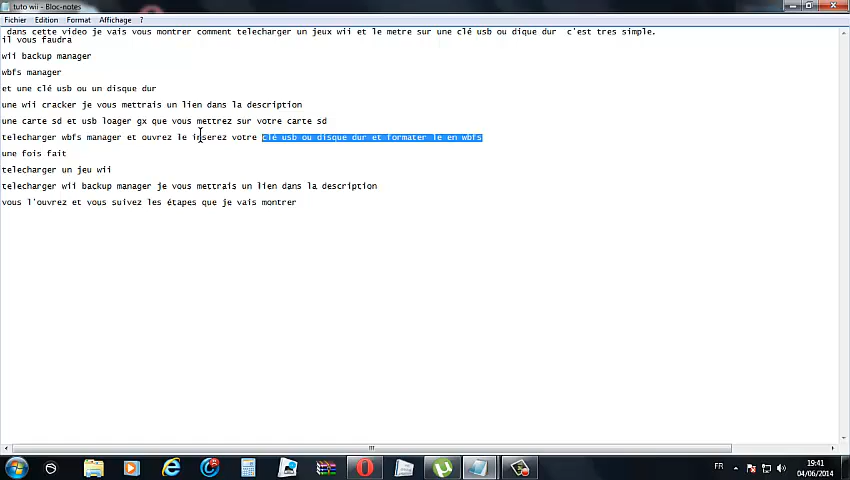 tuto wii - Bloc-notes
Fichier Edition Format Affichage ?
dans cette video je vais vous montrer comment telecharger un jeux wii et le metre sur une clé usb ou dique dur c'est tres simple.
il vous faudra
wii backup manager
wbfs manager
et une clé usb ou un disque dur
une wii cracker je vous mettrais un lien dans la description
une carte sd et usb loager gx que vous mettrez sur votre carte sd
telecharger wbfs manager et ouvrez le inserez votre clé usb ou disque dur et formater le en wbfs
une fois fait
telecharger un jeu wii
telecharger wii backup manager je vous mettrais un lien dans la description
vous l'ouvrez et vous suivez les étapes que je vais montrer
FR
19:41
04/06/2014